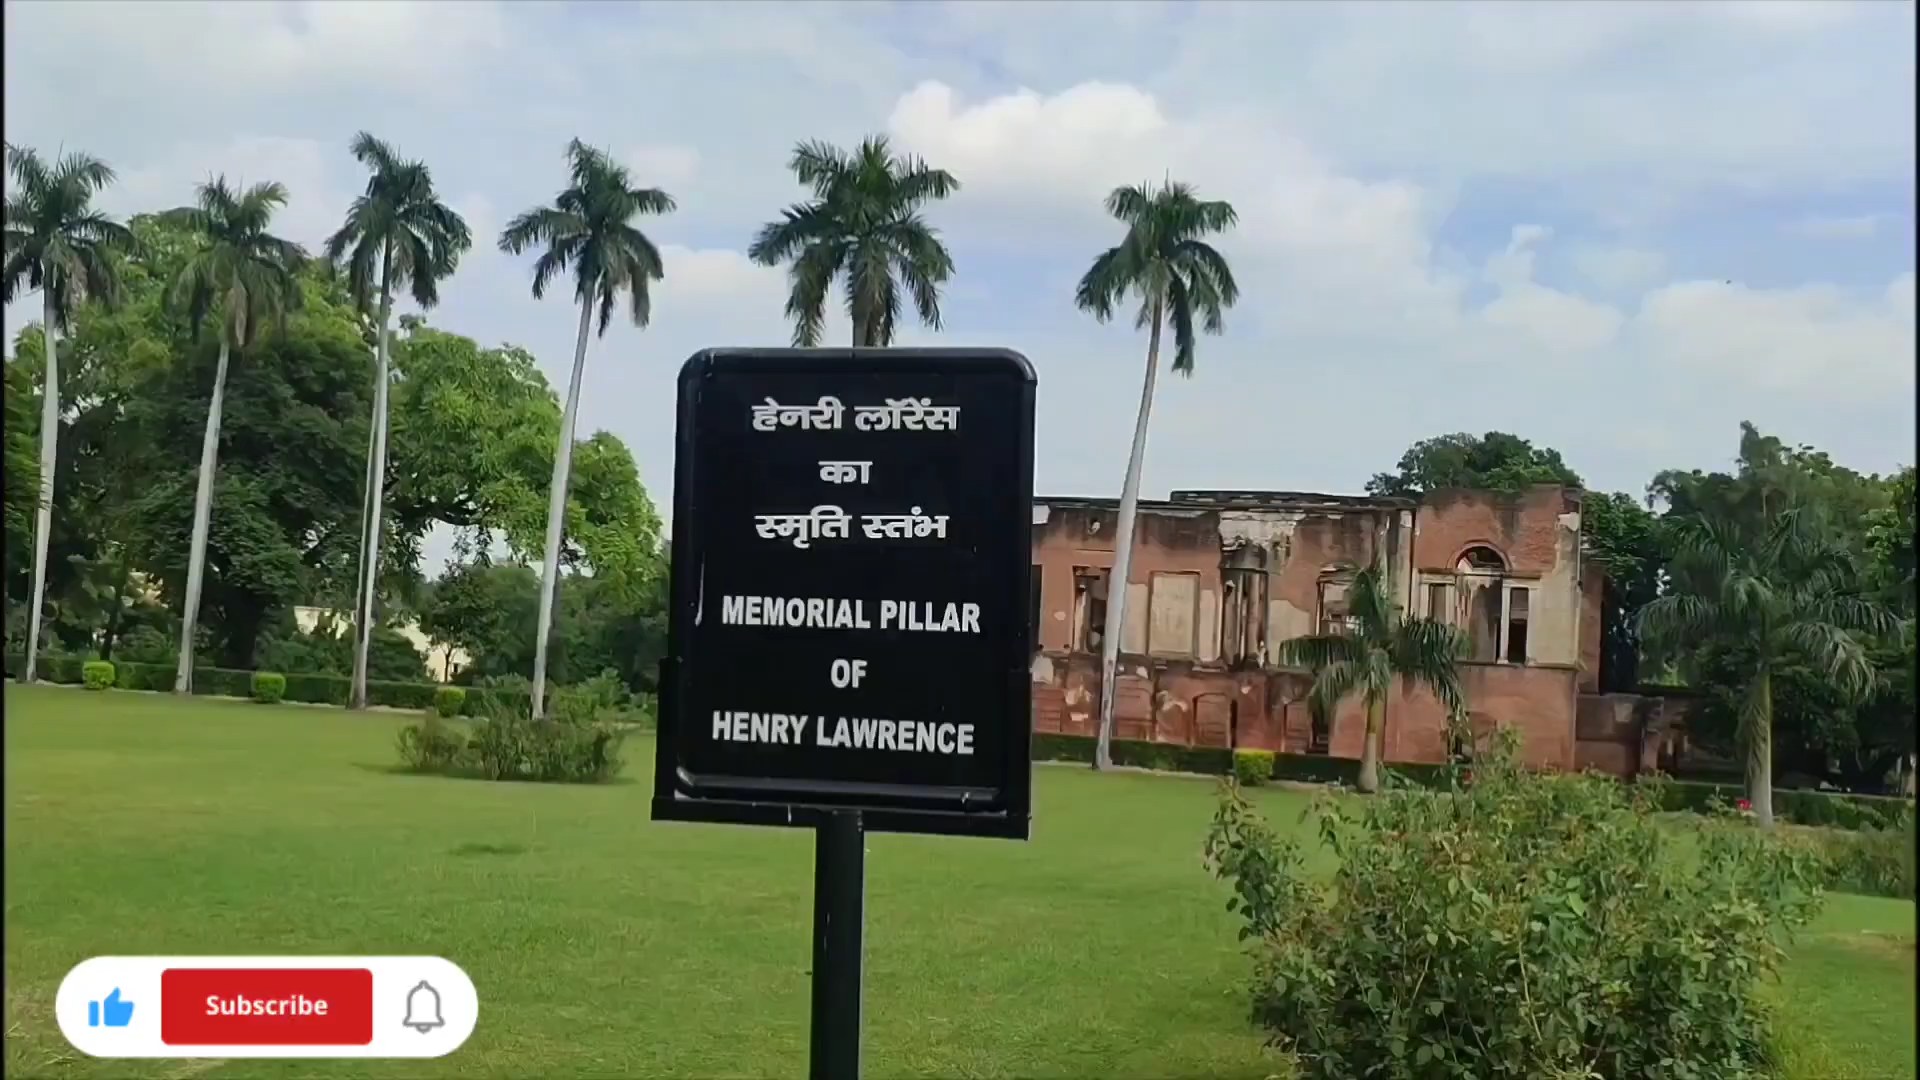 हेनरी लॉरेंस
का
स्मृति स्तंभ
MEMORIAL PILLAR
OF
HENRY LAWRENCE
Subscribe